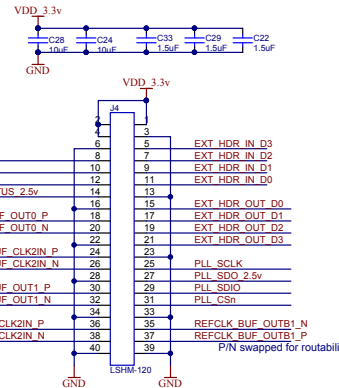 VDD_3.3v
C28
C24
C33
C29
C22
10uF
10uF
1.5uF
1.5uF
1.5uF
GND
VDD_3.3v
J4
2
1
4
3
6
5
EXT_HDR_IN_D3
8
7
EXT_HDR_IN_D2
10
9
EXT_HDR_IN_D1
12
11
EXT_HDR_IN_D0
TUS_2.5v
14
13
16
15
EXT_HDR_OUT_D0
F_OUT0_P
18
17
EXT_HDR_OUT_D1
F_OUT0_N
20
19
EXT_HDR_OUT_D2
22
21
EXT_HDR_OUT_D3
UF_CLK2IN_P
24
23
UF_CLK2IN_N
26
25
PLL_SCLK
28
27
PLL_SDO_2.5v
UF_OUT1_P
30
29
PLL_SDIO
UF_OUT1_N
32
31
PLL_CSn
34
33
CLK2IN_P
36
35
REFCLK_BUF_OUTB1_N
CLK2IN_N
38
37
REFCLK_BUF_OUTB1_P
40
39
P/N swapped for routabili
LSHM-120
GND
GND